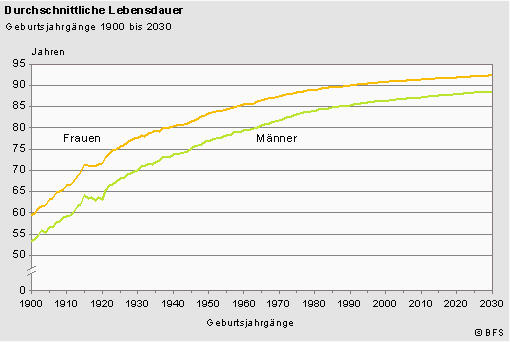 Durchschnittliche Lebensdauer
Geburtsjahrgänge 1900 bis 2030
Jahren
95
90
85
80
75
70
65
60
55
50
0
Frauen
Männer
1900 1910 1920 1930 1940 1950 1960 1970 1980 1990 2000 2010 2020 2030
Geburtsjahrgänge
© BFS